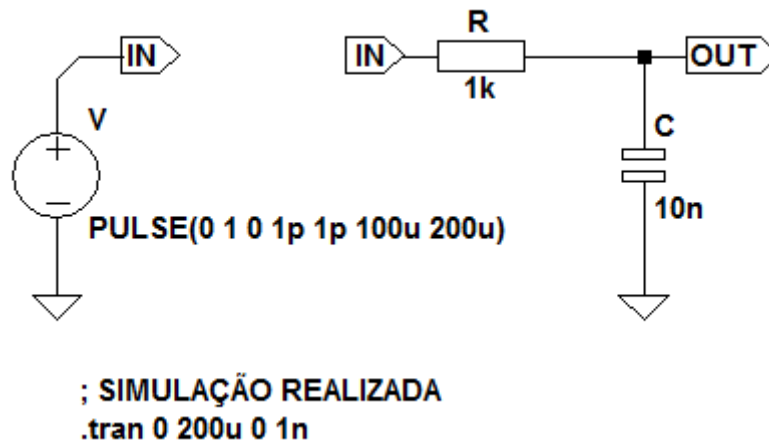 IN
V
PULSE(0 1 0 1p 1p 100u 200u)
IN
R
1k
OUT
C
10n
; SIMULAÇÃO REALIZADA
.tran 0 200u 0 1n